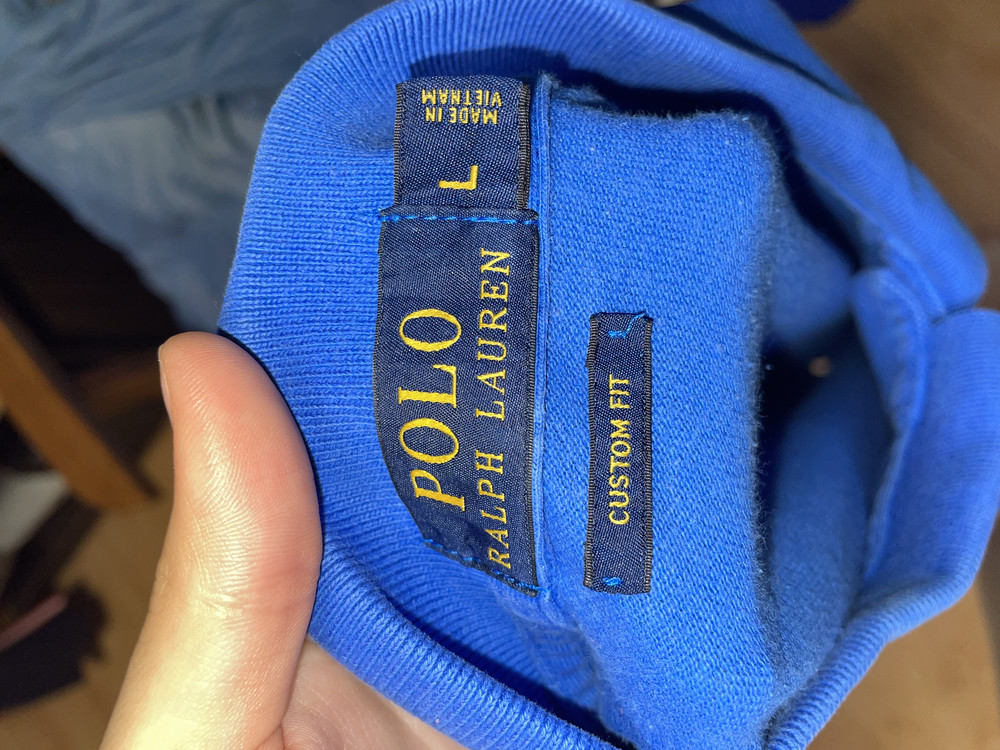 POLO
RALPH LAUREN
L
MADE IN
VIETNAM
CUSTOM FIT